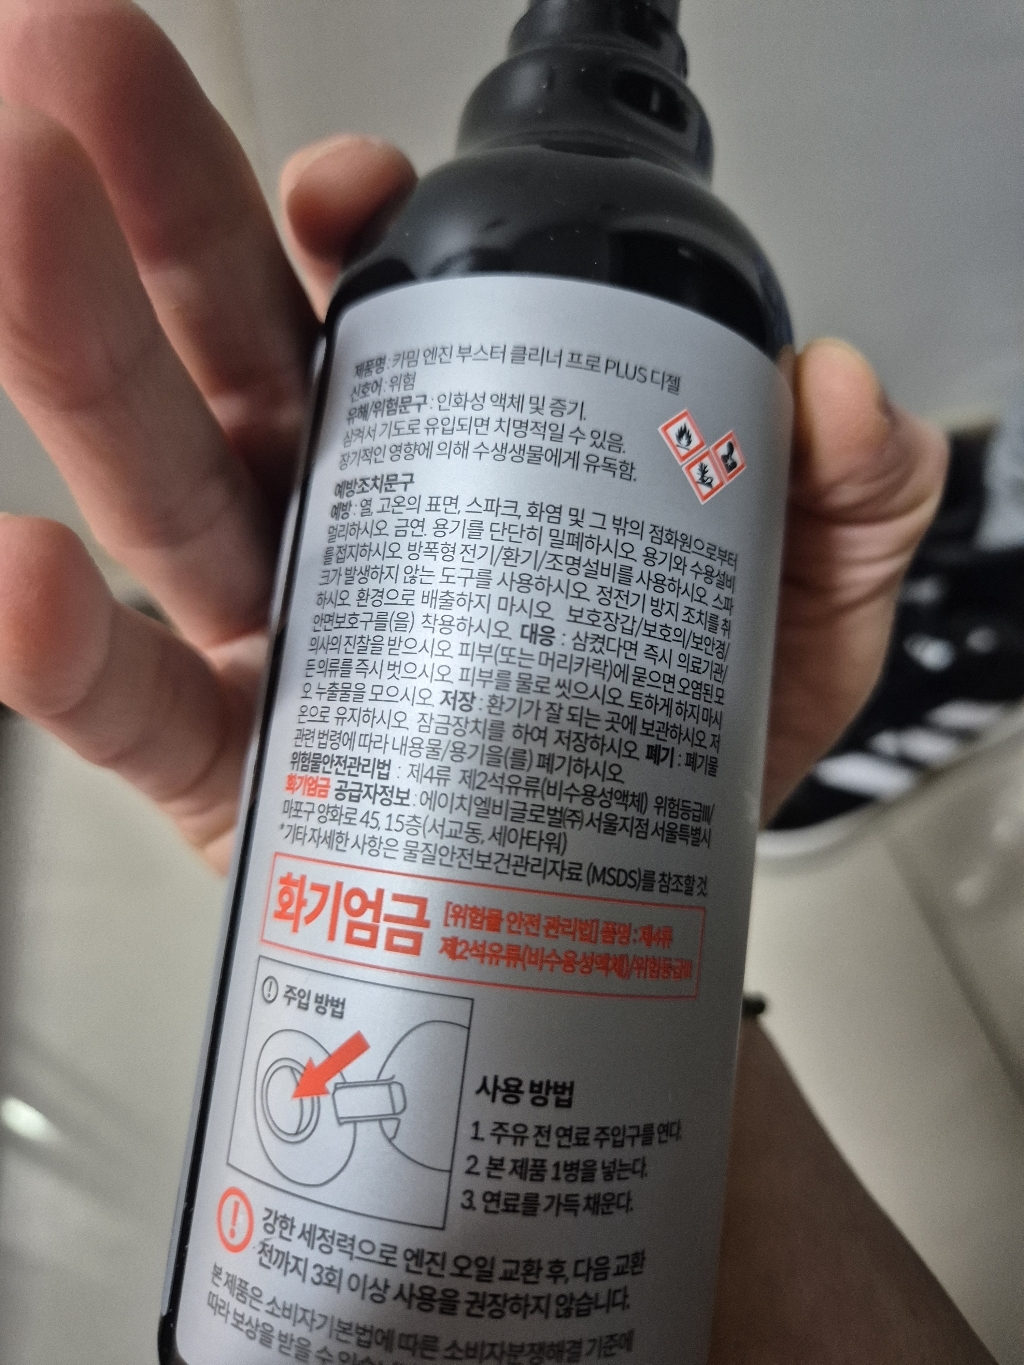 제품명 : 카밈 엔진 부스터 클리너 프로 PLUS 디젤
신호어 : 위험
유해/위험문구 : 인화성 액체 및 증기.
삼켜서 기도로 유입되면 치명적일 수 있음.
장기적인 영향에 의해 수생생물에게 유독함.
예방조치문구
예방 : 열, 고온의 표면, 스파크, 화염 및 그 밖의 점화원으로부터
멀리하시오 금연. 용기를 단단히 밀폐하시오 용기와 수용설비
를 접지하시오 방폭형 전기/환기/조명설비를 사용하시오. 스파
크가 발생하지 않는 도구를 사용하시오. 정전기 방지 조치를 취
하시오. 환경으로 배출하지 마시오 보호장갑/보호의/보안경/
안면보호구를(을) 착용하시오 대응 : 삼켰다면 즉시 의료기관/
의사의 진찰을 받으시오 피부(또는 머리카락)에 묻으면 오염된 모
든 의류를 즉시 벗으시오 피부를 물로 씻으시오 토하게 하지 마시
오 누출물을 모으시오. 저장 : 환기가 잘 되는 곳에 보관하시오 저
온으로 유지하시오. 잠금장치를 하여 저장하시오 폐기 : 폐기물
관련 법령에 따라 내용물/용기을(를) 폐기하시오
위험물안전관리법 : 제4류 제2석유류(비수용성액체) 위험등급Ⅲ/
화기엄금 공급자정보 : 에이치엘비글로벌(주) 서울지점 서울특별시
마포구 양화로 45, 15층(서교동, 세아타워)
*기타 자세한 사항은 물질안전보건관리자료 (MSDS)를 참조할 것
화기엄금 [위험물 안전 관리법] 품명 : 제4류
제2석유류(비수용성액체)/위험등급Ⅲ
! 주입 방법
사용 방법
1. 주유 전 연료 주입구를 연다.
2. 본 제품 1병을 넣는다.
3. 연료를 가득 채운다.
! 강한 세정력으로 엔진 오일 교환 후, 다음 교환
전까지 3회 이상 사용을 권장하지 않습니다.
본 제품은 소비자기본법에 따른 소비자분쟁해결 기준에
따라 보상을 받을 수